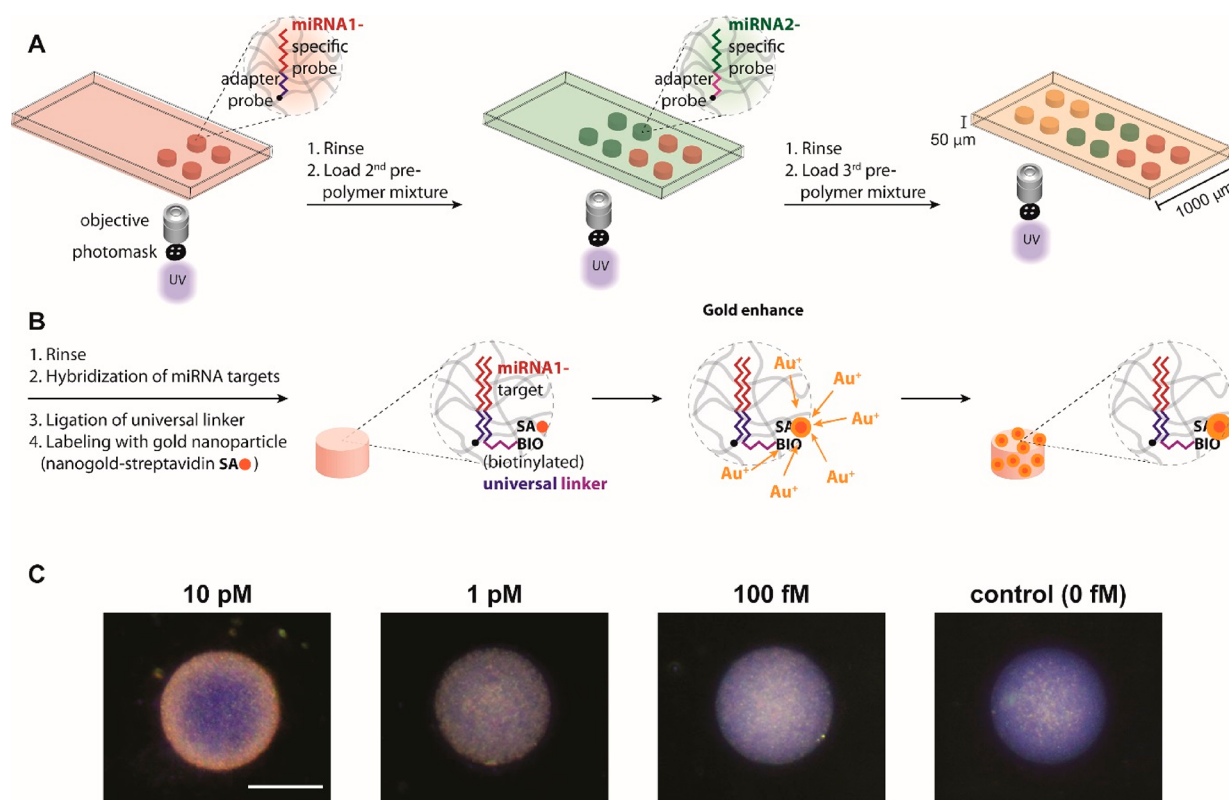 A
miRNA1-
specific
probe
adapter
probe
objective
photomask
UV
1. Rinse
2. Load 2nd pre-
polymer mixture
miRNA2-
specific
probe
adapter
probe
UV
1. Rinse
2. Load 3rd pre-
polymer mixture
50 μm
1000 μm
UV
B
1. Rinse
2. Hybridization of miRNA targets
3. Ligation of universal linker
4. Labeling with gold nanoparticle
(nanogold-streptavidin SA)
miRNA1-
target
SA
BIO
(biotinylated)
universal linker
Gold enhance
Au+
Au+
Au+
SA
BIO
Au+
Au+
Au+
SA
BIO
C
10 pM
1 pM
100 fM
control (0 fM)